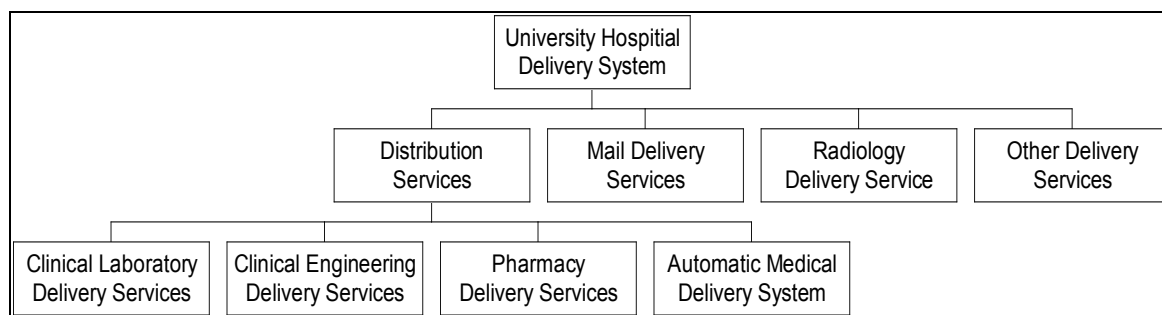 University Hospitial
Delivery System
Distribution
Services
Mail Delivery
Services
Radiology
Delivery Service
Other Delivery
Services
Clinical Laboratory
Delivery Services
Clinical Engineering
Delivery Services
Pharmacy
Delivery Services
Automatic Medical
Delivery System